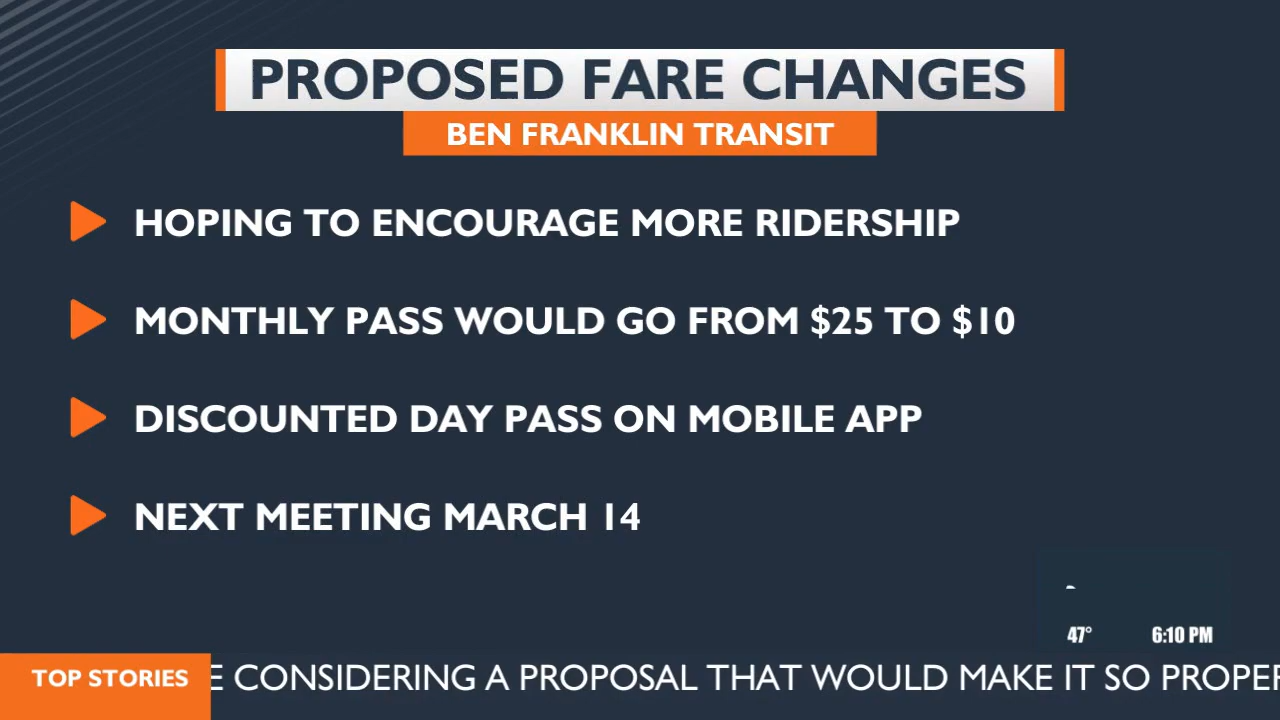 PROPOSED FARE CHANGES
BEN FRANKLIN TRANSIT
HOPING TO ENCOURAGE MORE RIDERSHIP
MONTHLY PASS WOULD GO FROM $25 TO $10
DISCOUNTED DAY PASS ON MOBILE APP
NEXT MEETING MARCH 14
47° 6:10 PM
TOP STORIES CONSIDERING A PROPOSAL THAT WOULD MAKE IT SO